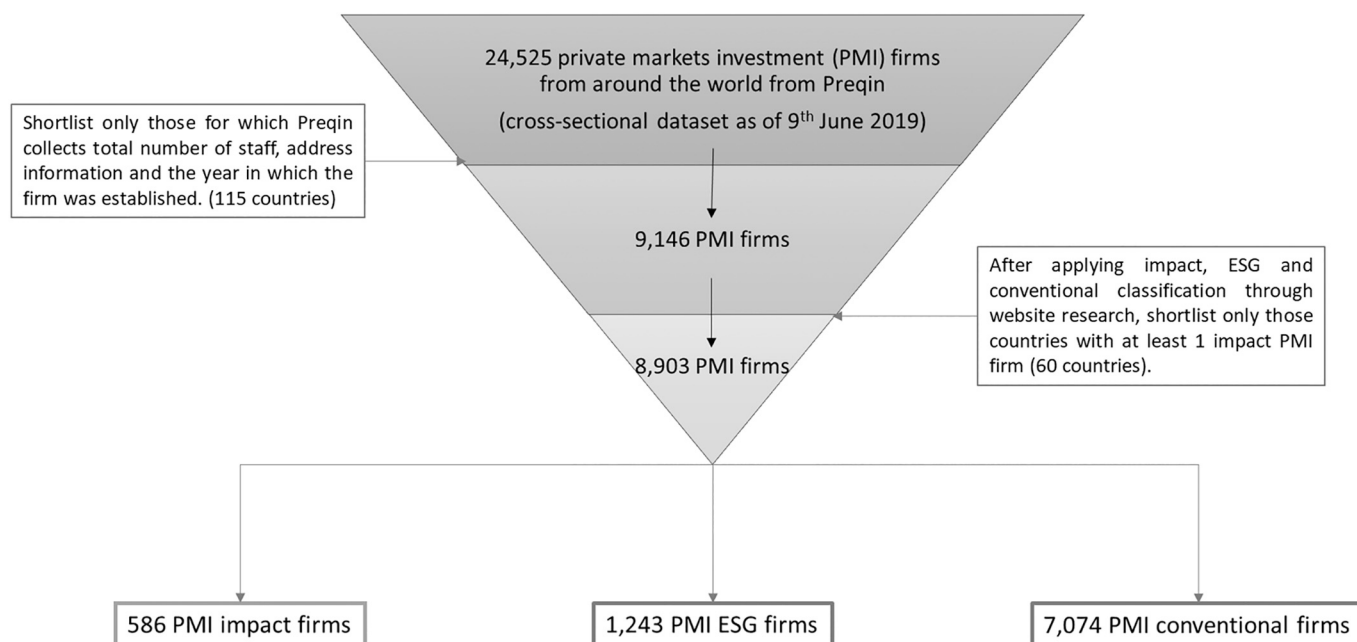 24,525 private markets investment (PMI) firms
from around the world from Preqin
(cross-sectional dataset as of 9th June 2019)
Shortlist only those for which Preqin
collects total number of staff, address
information and the year in which the
firm was established. (115 countries)
9,146 PMI firms
After applying impact, ESG and
conventional classification through
website research, shortlist only those
countries with at least 1 impact PMI
firm (60 countries).
8,903 PMI firms
586 PMI impact firms
1,243 PMI ESG firms
7,074 PMI conventional firms